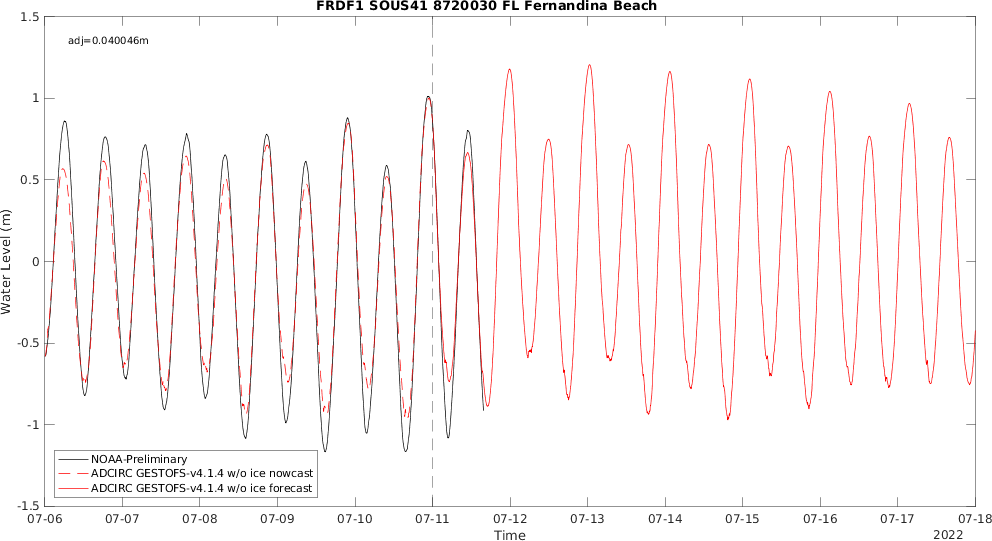 FRDF1 SOUS41 8720030 FL Fernandina Beach
adj=0.040046m
1.5
1
0.5
0
-0.5
-1
-1.5
Water Level (m)
NOAA-Preliminary
ADCIRC GESTOFS-v4.1.4 w/o ice nowcast
ADCIRC GESTOFS-v4.1.4 w/o ice forecast
07-06 07-07 07-08 07-09 07-10 07-11 07-12 07-13 07-14 07-15 07-16 07-17 07-18
Time
2022